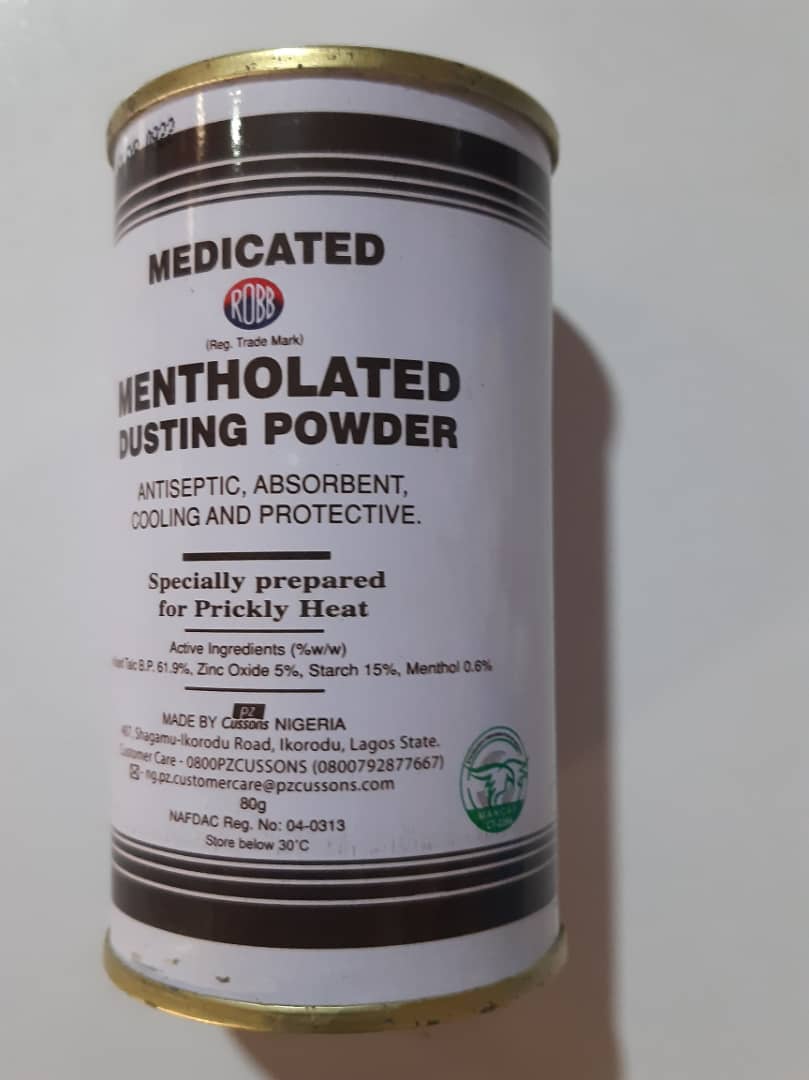 0922
MEDICATED
ROBB
(Reg. Trade Mark)
MENTHOLATED
DUSTING POWDER
ANTISEPTIC, ABSORBENT,
COOLING AND PROTECTIVE.
Specially prepared
for Prickly Heat
Active Ingredients (%w/w)
Talc B.P. 61.9%, Zinc Oxide 5%, Starch 15%, Menthol 0.6%
MADE BY pz Cussons NIGERIA
Shagamu-Ikorodu Road, Ikorodu, Lagos State.
Customer Care - 0800PZCUSSONS (0800792877667)
ng.pz.customercare@pzcussons.com
80g
NAFDAC Reg. No: 04-0313
Store below 30°C